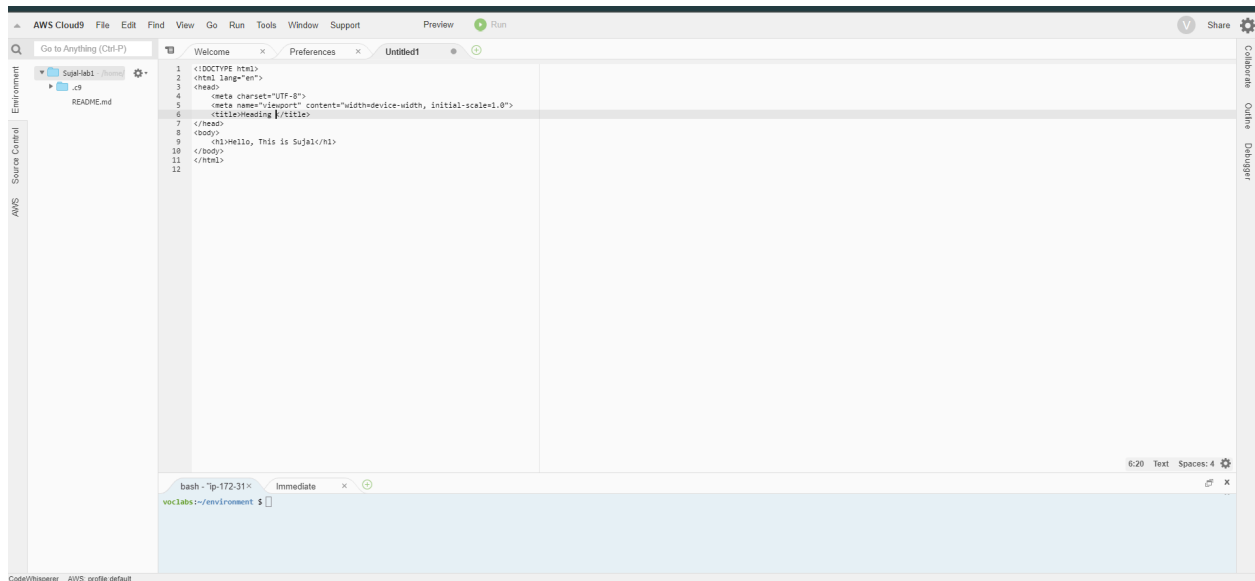 AWS Cloud9 File Edit Find View Go Run Tools Window Support Preview Run V Share
Go to Anything (Ctrl-P)
Welcome × Preferences × Untitled1
Environment
Source Control
AWS
Sujal-lab1 - /home/
.c9
README.md
1 <!DOCTYPE html>
2 <html lang="en">
3 <head>
4 <meta charset="UTF-8">
5 <meta name="viewport" content="width=device-width, initial-scale=1.0">
6 <title>Heading </title>
7 </head>
8 <body>
9 <h1>Hello, This is Sujal</h1>
10 </body>
11 </html>
12
Collaborate
Outline
Debugger
6:20 Text Spaces: 4
bash - "ip-172-31 × Immediate ×
voclabs:~/environment $
CodeWhisperer AWS: profile:default